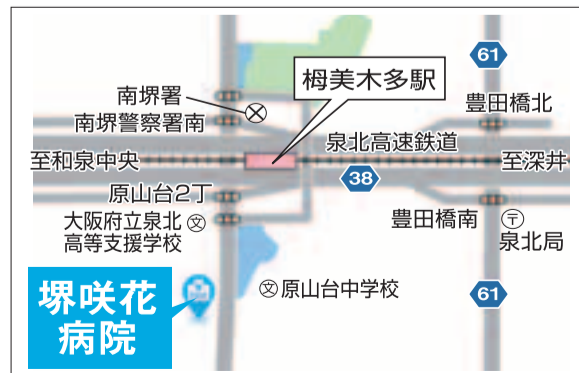 61
栂美木多駅
南堺署
豊田橋北
南堺警察署南
泉北高速鉄道
至和泉中央
至深井
38
原山台2丁
大阪府立泉北
高等支援学校
文
豊田橋南
〒
泉北局
堺咲花
病院
文
原山台中学校
61